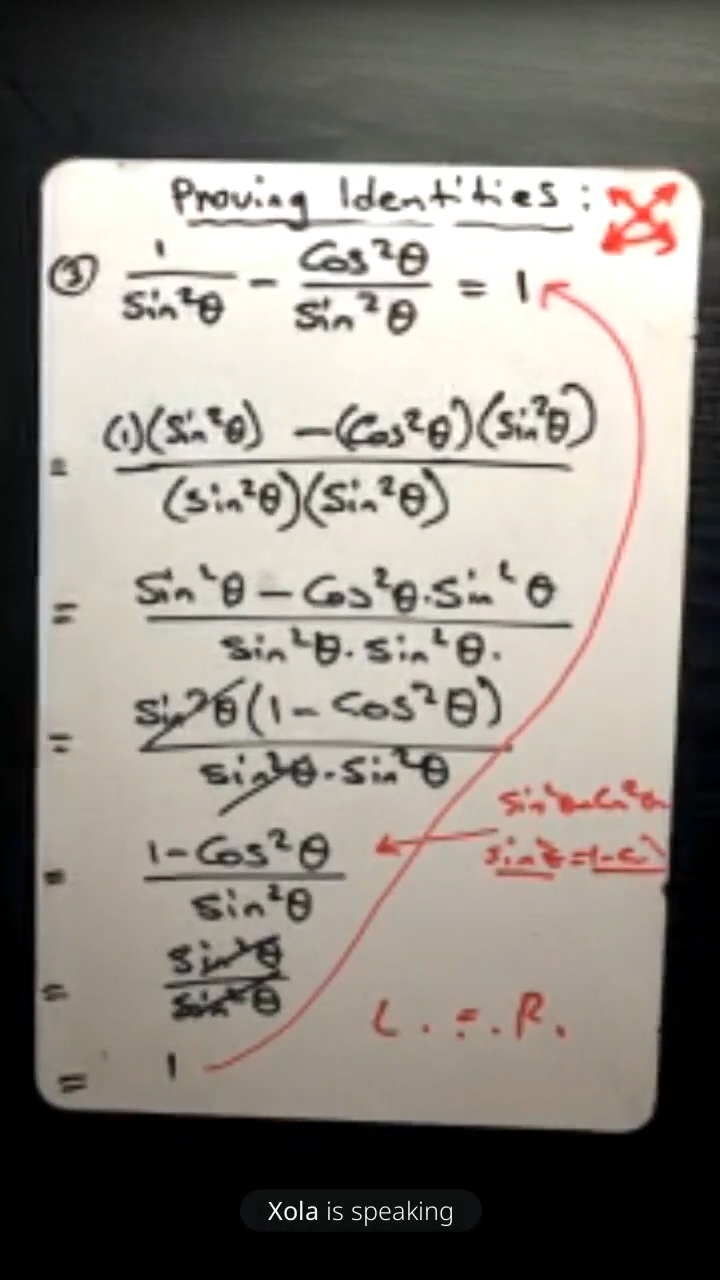 Proving Identities:
③ 1/Sin²θ − Cos²θ/Sin²θ = 1
= (1)(Sin²θ) − (Cos²θ)(Sin²θ) / (Sin²θ)(Sin²θ)
= Sin²θ − Cos²θ.Sin²θ / Sin²θ. Sin²θ.
= Sin²θ(1 − Cos²θ) / Sin²θ. Sin²θ
= 1 − Cos²θ / Sin²θ
= Sin²θ / Sin²θ
= 1
L. = R.
Xola is speaking